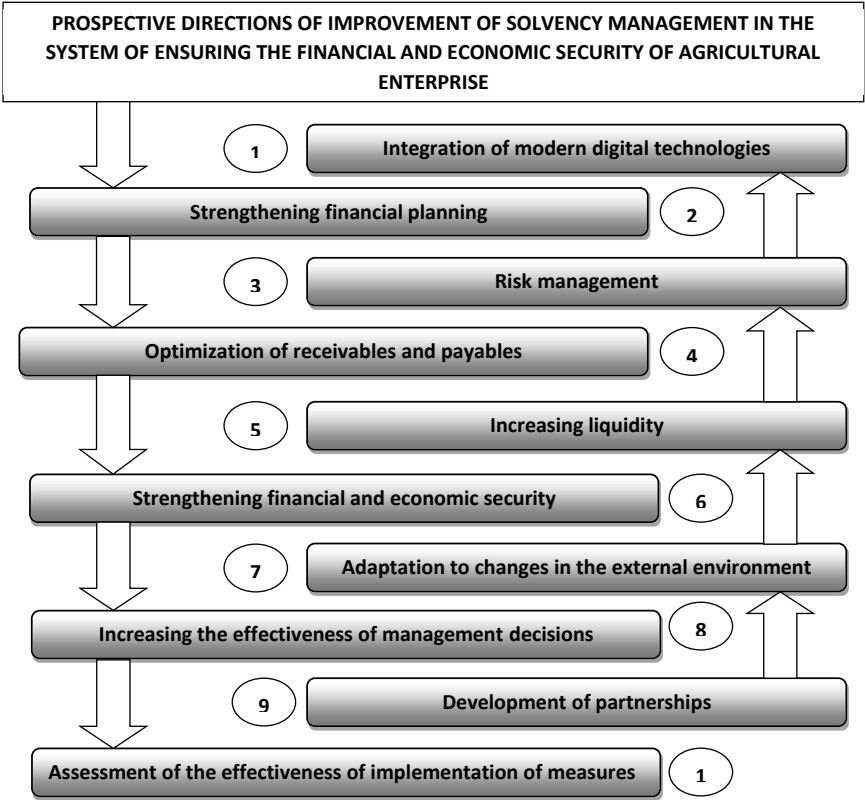 PROSPECTIVE DIRECTIONS OF IMPROVEMENT OF SOLVENCY MANAGEMENT IN THE
SYSTEM OF ENSURING THE FINANCIAL AND ECONOMIC SECURITY OF AGRICULTURAL
ENTERPRISE
1
Integration of modern digital technologies
Strengthening financial planning
2
3
Risk management
Optimization of receivables and payables
4
5
Increasing liquidity
Strengthening financial and economic security
6
7
Adaptation to changes in the external environment
Increasing the effectiveness of management decisions
8
9
Development of partnerships
Assessment of the effectiveness of implementation of measures
1